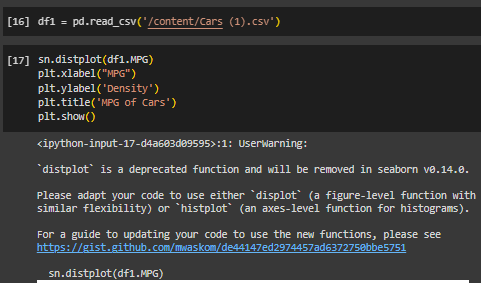 [16] df1 = pd.read_csv('/content/Cars (1).csv')
[17] sn.distplot(df1.MPG)
plt.xlabel("MPG")
plt.ylabel('Density')
plt.title('MPG of Cars')
plt.show()
<ipython-input-17-d4a603d09595>:1: UserWarning:
`distplot` is a deprecated function and will be removed in seaborn v0.14.0.
Please adapt your code to use either `displot` (a figure-level function with
similar flexibility) or `histplot` (an axes-level function for histograms).
For a guide to updating your code to use the new functions, please see
https://gist.github.com/mwaskom/de44147ed2974457ad6372750bbe5751
sn.distplot(df1.MPG)